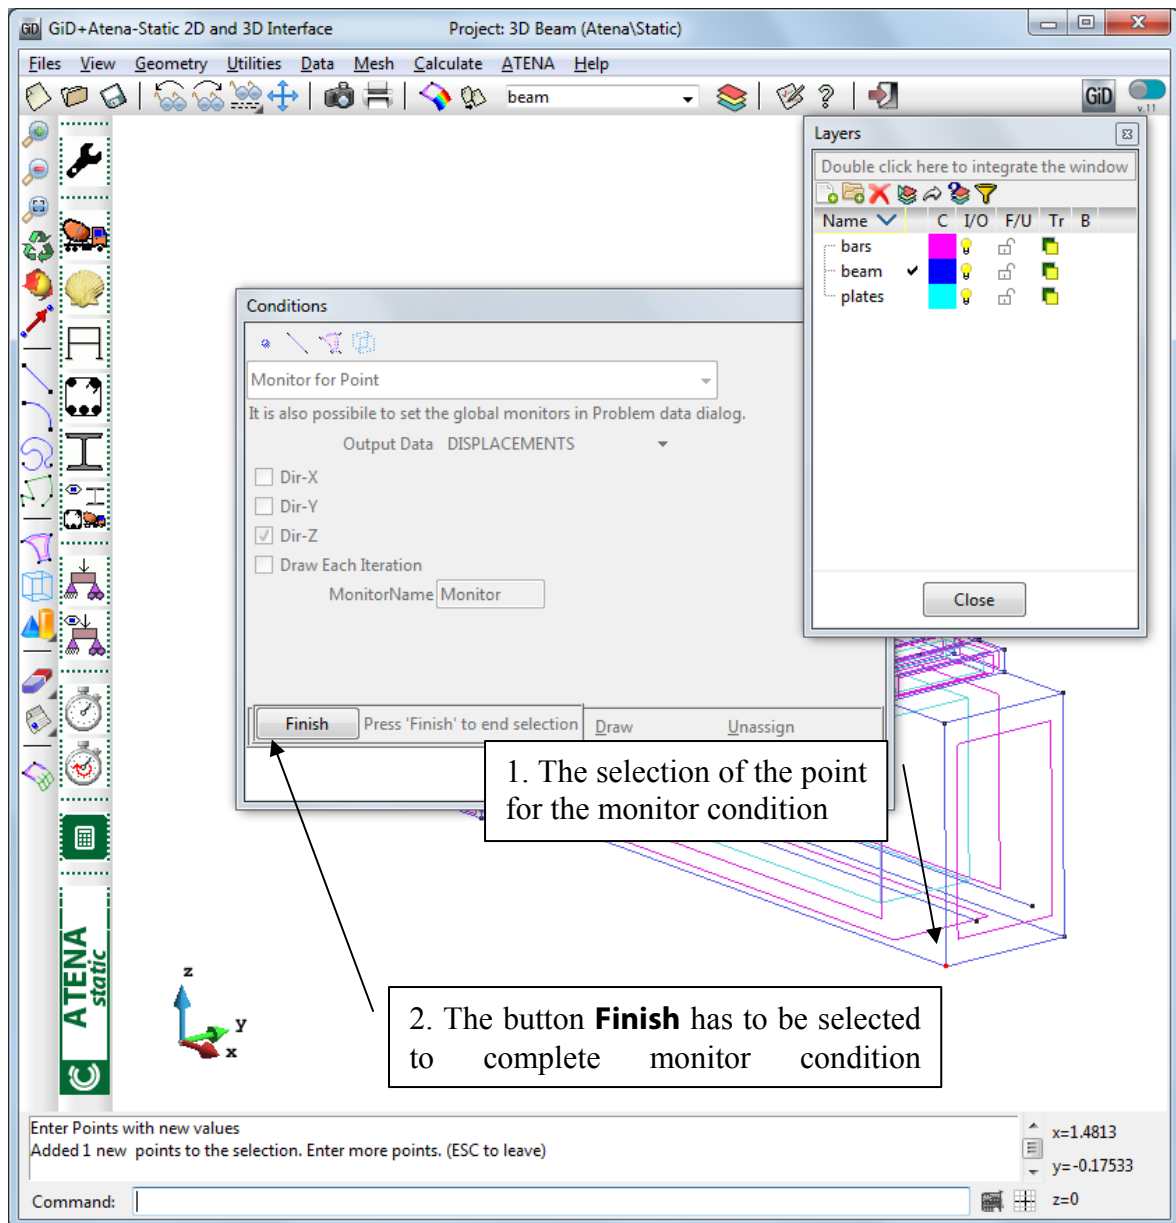 GiD GiD+Atena-Static 2D and 3D Interface Project: 3D Beam (Atena\Static)
Files View Geometry Utilities Data Mesh Calculate ATENA Help
beam
GiD
v.11
Layers
Double click here to integrate the window
Name C I/O F/U Tr B
bars
beam
plates
Close
Conditions
Monitor for Point
It is also possibile to set the global monitors in Problem data dialog.
Output Data DISPLACEMENTS
Dir-X
Dir-Y
Dir-Z
Draw Each Iteration
MonitorName Monitor
Finish Press 'Finish' to end selection Draw Unassign
1. The selection of the point
for the monitor condition
2. The button Finish has to be selected
to complete monitor condition
ATENA
static
z
y
x
Enter Points with new values
Added 1 new points to the selection. Enter more points. (ESC to leave)
Command:
x=1.4813
y=-0.17533
z=0